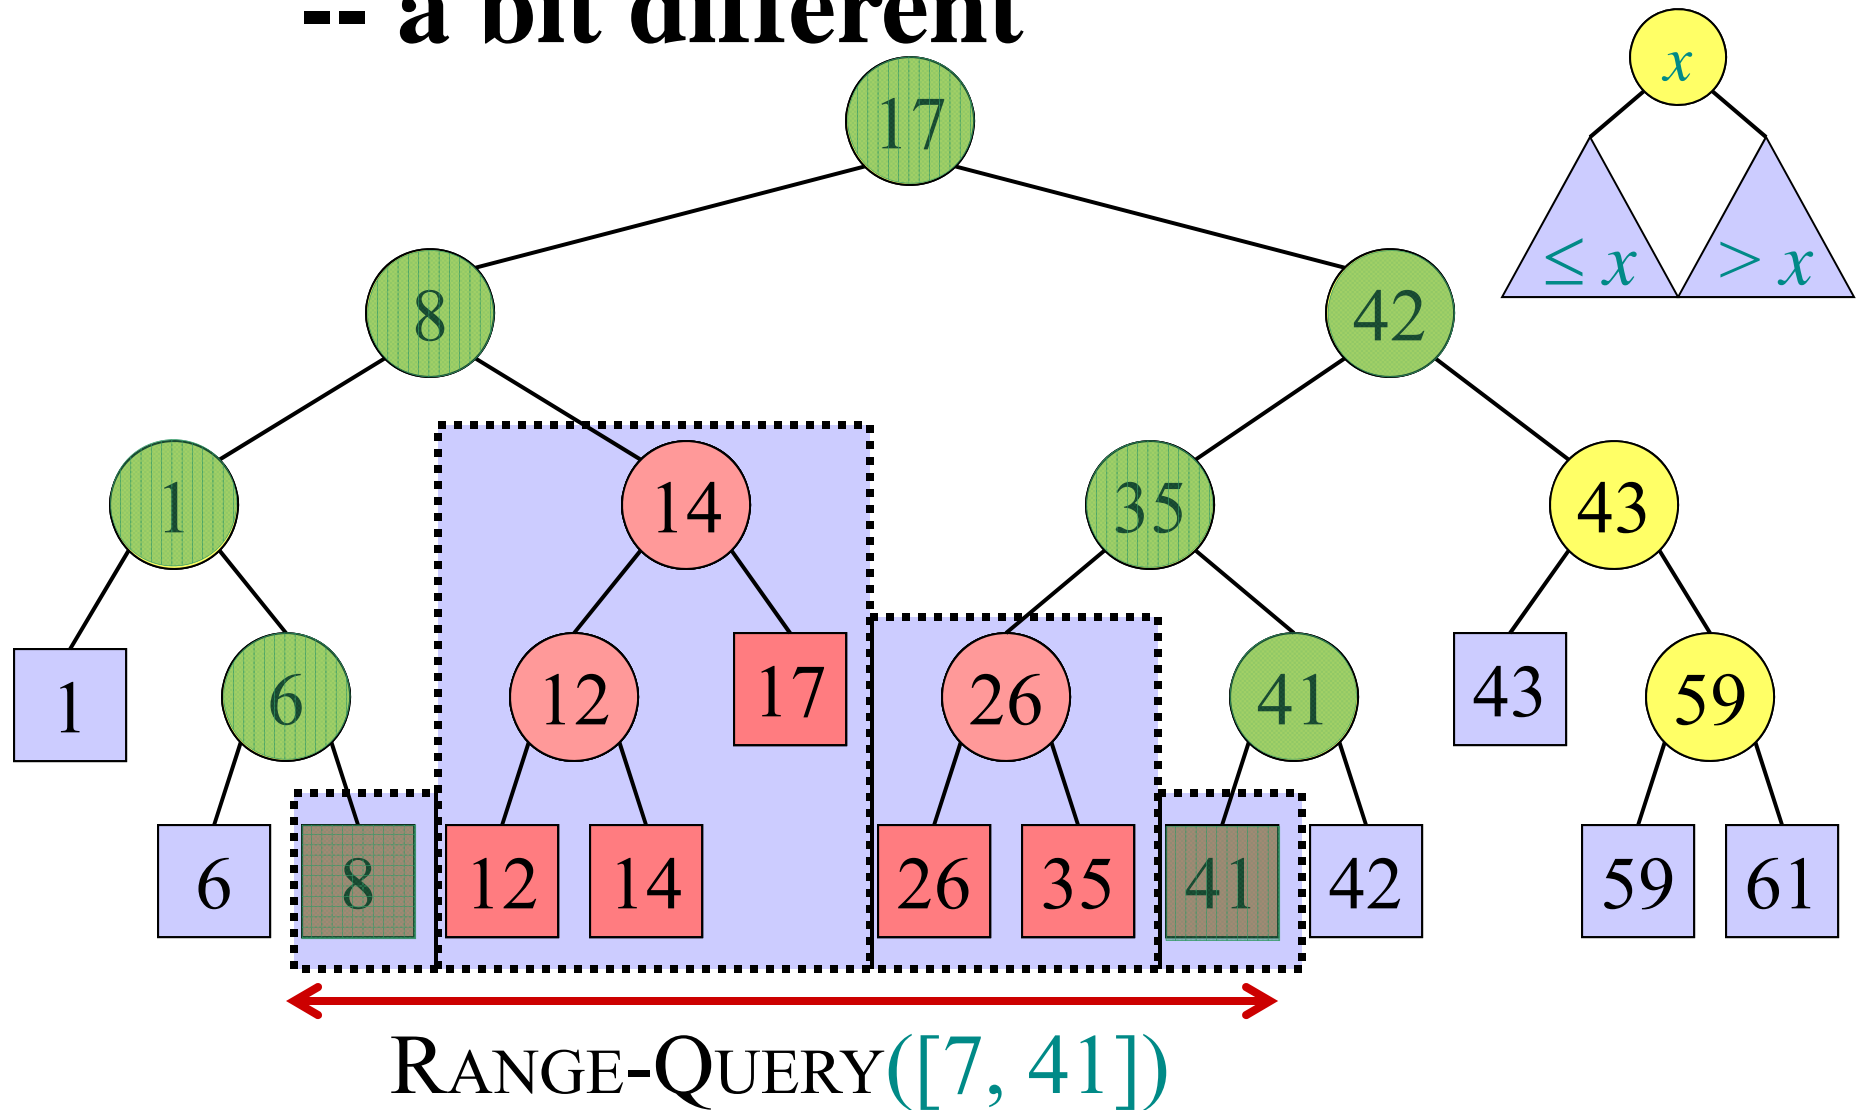 -- a bit different
x
17
≤ x > x
8 42
1 14 35 43
1 6 12 17 26 41 43 59
6 8 12 14 26 35 41 42 59 61
RANGE-QUERY([7, 41])